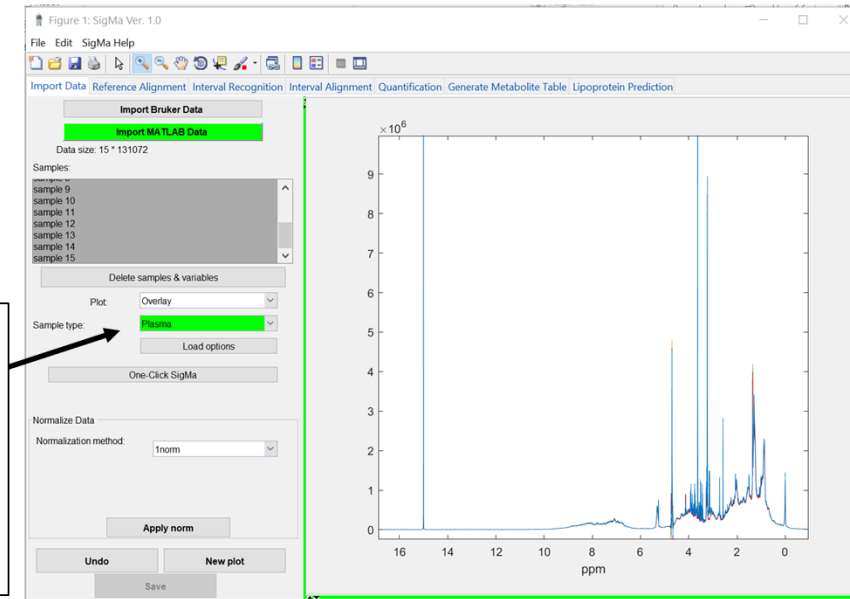 Figure 1: SigMa Ver. 1.0
File Edit SigMa Help
Import Data Reference Alignment Interval Recognition Interval Alignment Quantification Generate Metabolite Table Lipoprotein Prediction
Import Bruker Data
Import MATLAB Data
Data size: 15 * 131072
Samples:
sample 9
sample 10
sample 11
sample 12
sample 13
sample 14
sample 15
Delete samples & variables
Plot: Overlay
Sample type: Plasma
Load options
One-Click SigMa
Normalize Data
Normalization method: 1norm
Apply norm
Undo New plot
Save
×10⁶
9
8
7
6
5
4
3
2
1
0
16 14 12 10 8 6 4 2 0
ppm